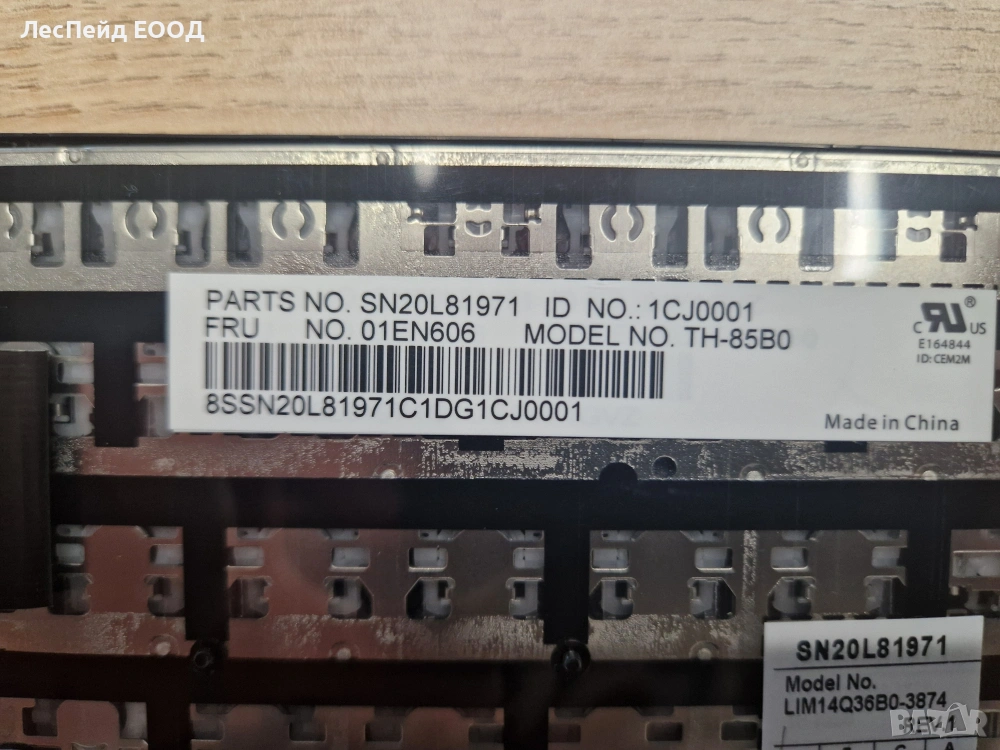 ЛесПейд ЕООД
PARTS NO. SN20L81971 ID NO.: 1CJ0001
FRU NO. 01EN606 MODEL NO. TH-85B0
8SSN20L81971C1DG1CJ0001
C US ®
E164844
ID: CEM2M
Made in China
SN20L81971
Model No.
LIM14Q36B0-3874